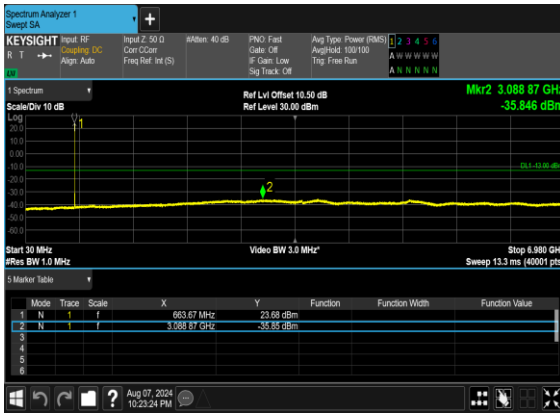 Spectrum Analyzer 1
Swept SA
+
KEYSIGHT Input: RF Input Z: 50 Ω #Atten: 40 dB PNO: Fast Avg Type: Power (RMS) 1 2 3 4 5 6
R T Coupling: DC Corr CCorr Gate: Off Avg|Hold: 100/100 A W W W W W
Align: Auto Freq Ref: Int (S) IF Gain: Low Trig: Free Run
LXI Sig Track: Off A N N N N N
1 Spectrum Ref Lvl Offset 10.50 dB Mkr2 3.088 87 GHz
Scale/Div 10 dB Ref Level 30.00 dBm -35.846 dBm
Log
20.0
10.0
0.00
-10.0
-20.0
-30.0
-40.0
-50.0
-60.0
1
2
DL1 -13.00 dBm
Start 30 MHz Video BW 3.0 MHz* Stop 6.980 GHz
#Res BW 1.0 MHz Sweep 13.3 ms (40001 pts)
5 Marker Table
Mode Trace Scale X Y Function Function Width Function Value
1 N 1 f 663.67 MHz 23.68 dBm
2 N 1 f 3.088 87 GHz -35.85 dBm
3
4
5
6
? Aug 07, 2024
10:23:24 PM